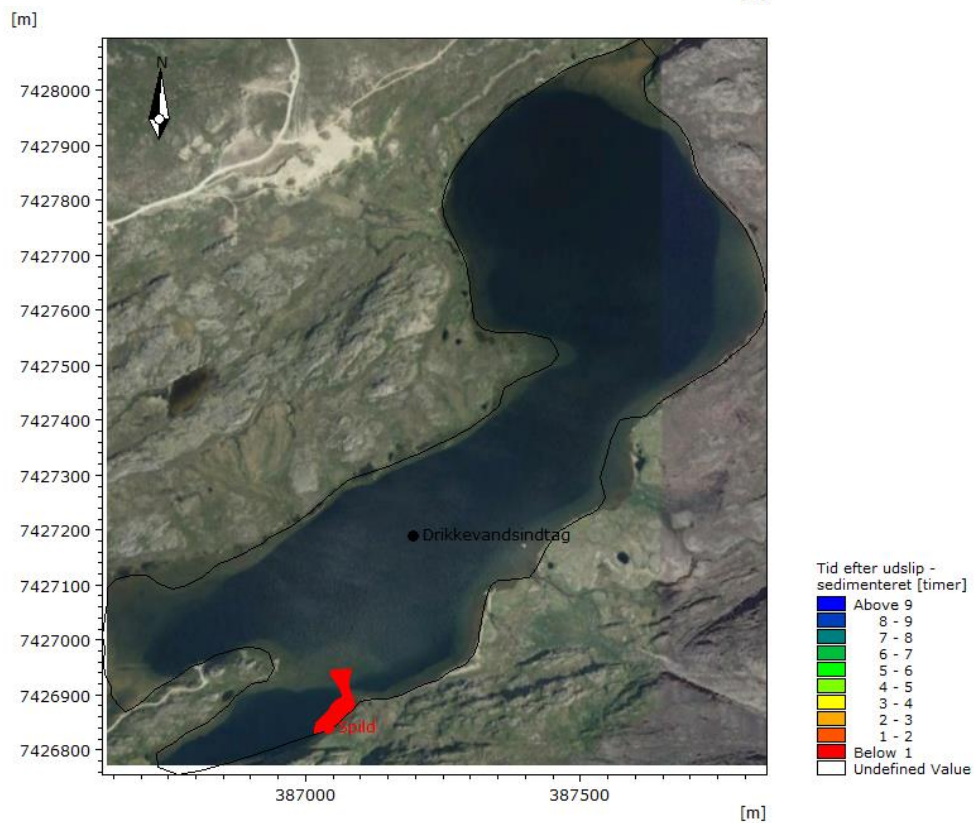 [m]
N
7428000
7427900
7427800
7427700
7427600
7427500
7427400
7427300
7427200
7427100
7427000
7426900
7426800
Drikkevandsindtag
Spild
387000
387500
[m]
Tid efter udslip -
sedimenteret [timer]
Above 9
8 - 9
7 - 8
6 - 7
5 - 6
4 - 5
3 - 4
2 - 3
1 - 2
Below 1
Undefined Value